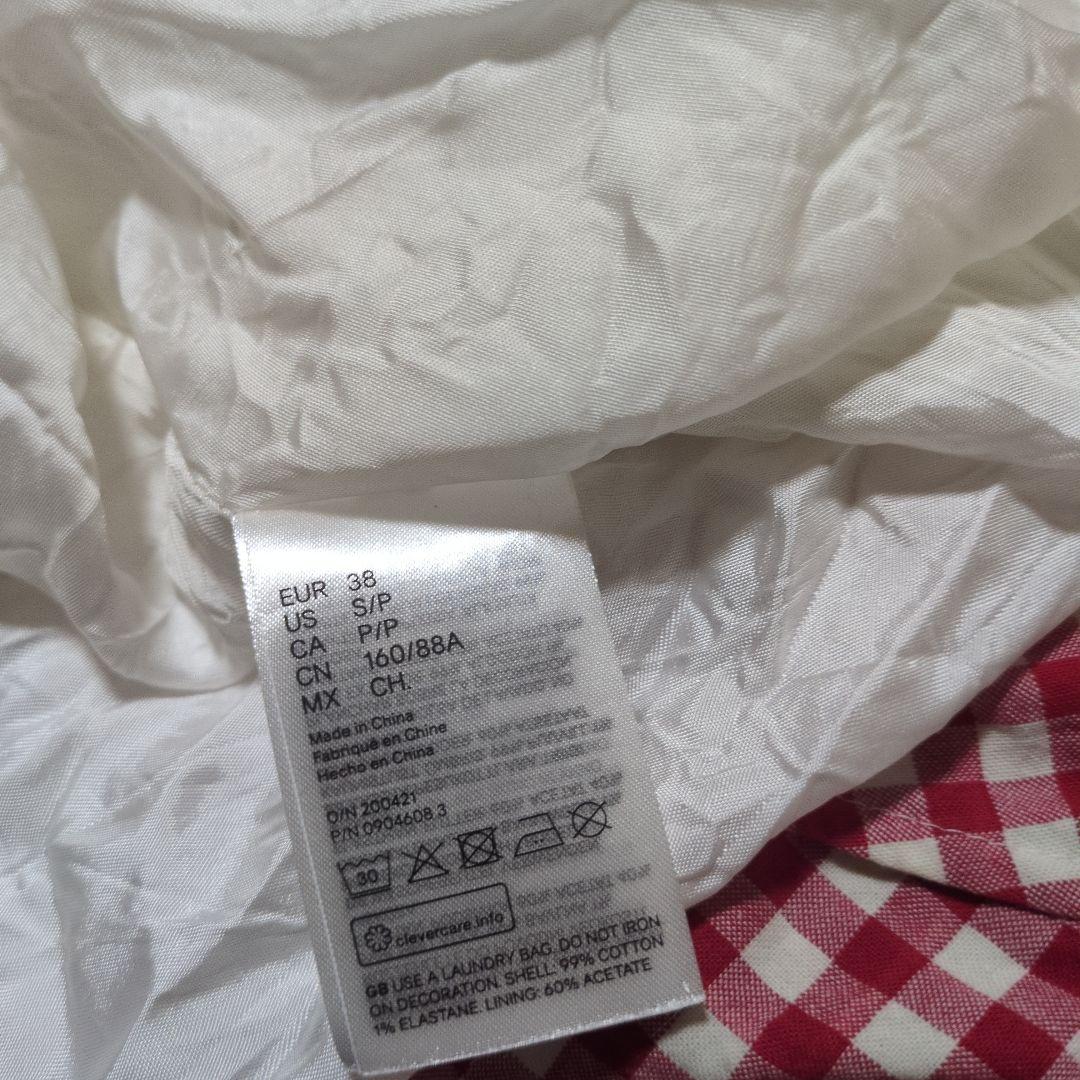 EUR 38
US S/P
CA P/P
CN 160/88A
MX CH.
Made in China
Fabriqué en Chine
Hecho en China
O/N 200421
P/N 0904608 3
30
clevercare.info
GB USE A LAUNDRY BAG. DO NOT IRON
ON DECORATION. SHELL: 99% COTTON
1% ELASTANE. LINING: 60% ACETATE